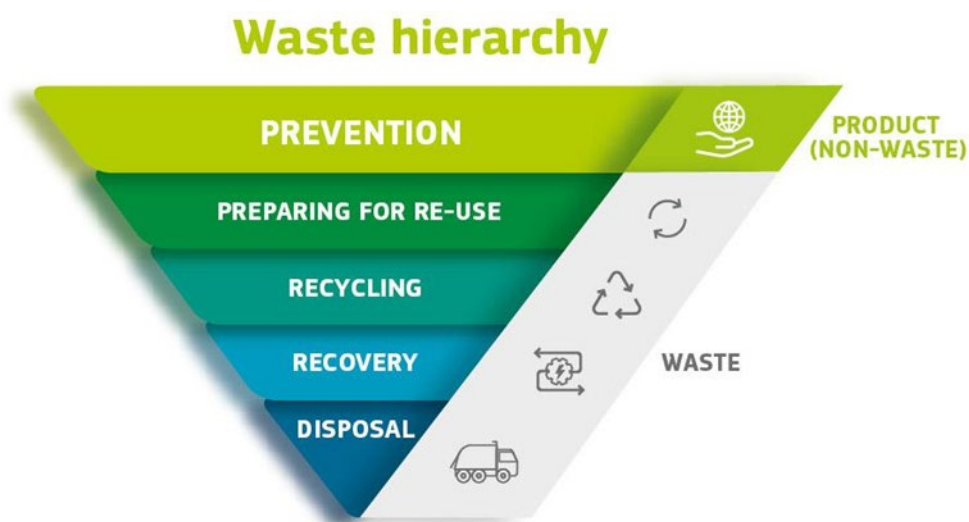 Waste hierarchy
PREVENTION
PRODUCT
(NON-WASTE)
PREPARING FOR RE-USE
RECYCLING
RECOVERY
WASTE
DISPOSAL